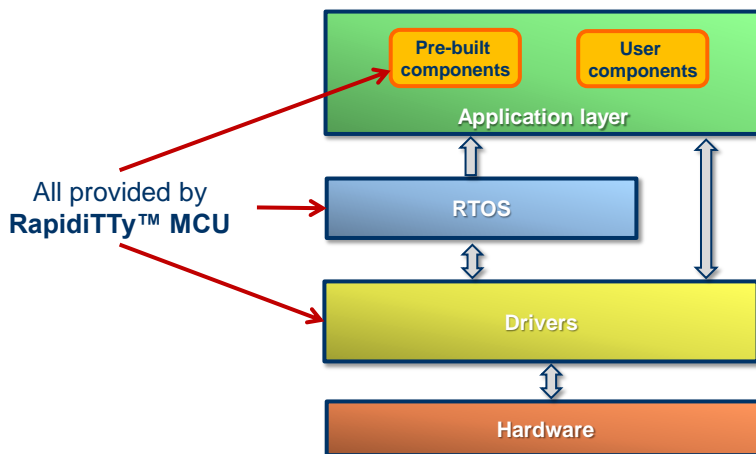 Pre-built
components
User
components
Application layer
All provided by
RapidiTTy™ MCU
RTOS
Drivers
Hardware